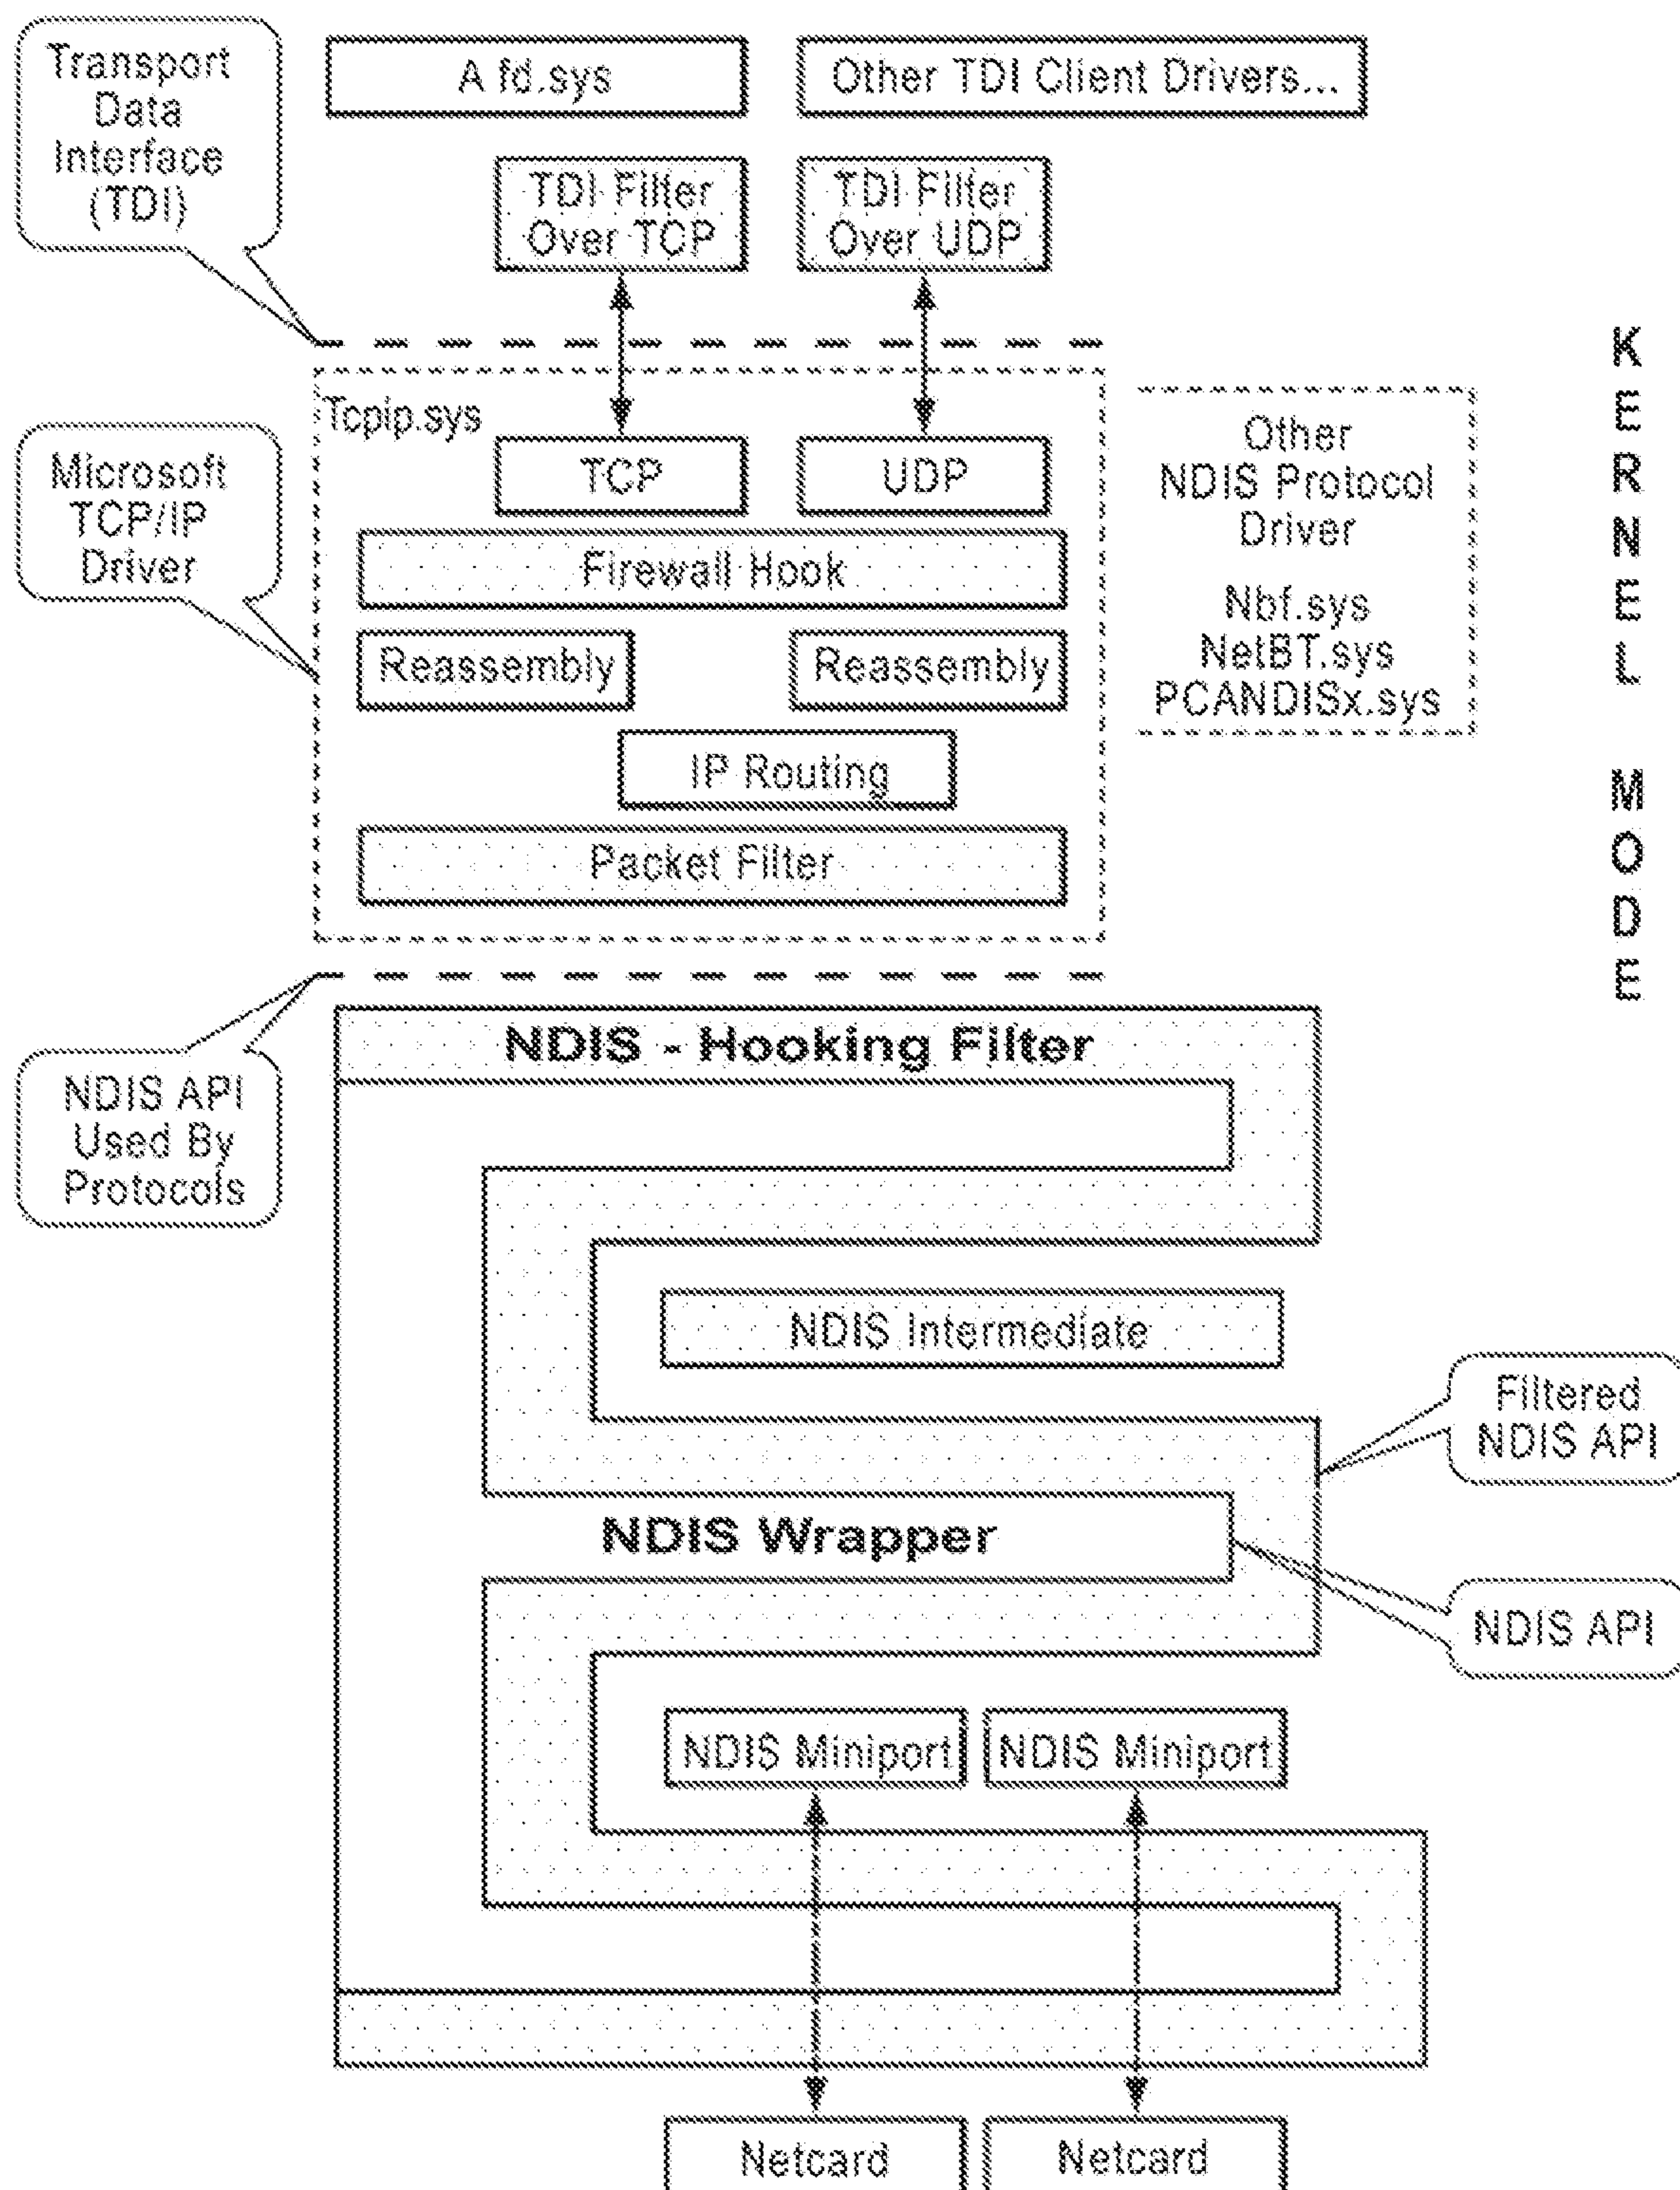 Transport
Data
Interface
(TDI)
A fd.sys
Other TDI Client Drivers...
TDI Filter
Over TCP
TDI Filter
Over UDP
Tcpip.sys
Microsoft
TCP/IP
Driver
TCP
UDP
Firewall Hook
Reassembly
Reassembly
IP Routing
Packet Filter
Other
NDIS Protocol
Driver
Nbf.sys
NetBT.sys
PCANDISx.sys
KERNEL MODE
NDIS API
Used By
Protocols
NDIS - Hooking Filter
NDIS Intermediate
Filtered
NDIS API
NDIS Wrapper
NDIS API
NDIS Miniport
NDIS Miniport
Netcard
Netcard